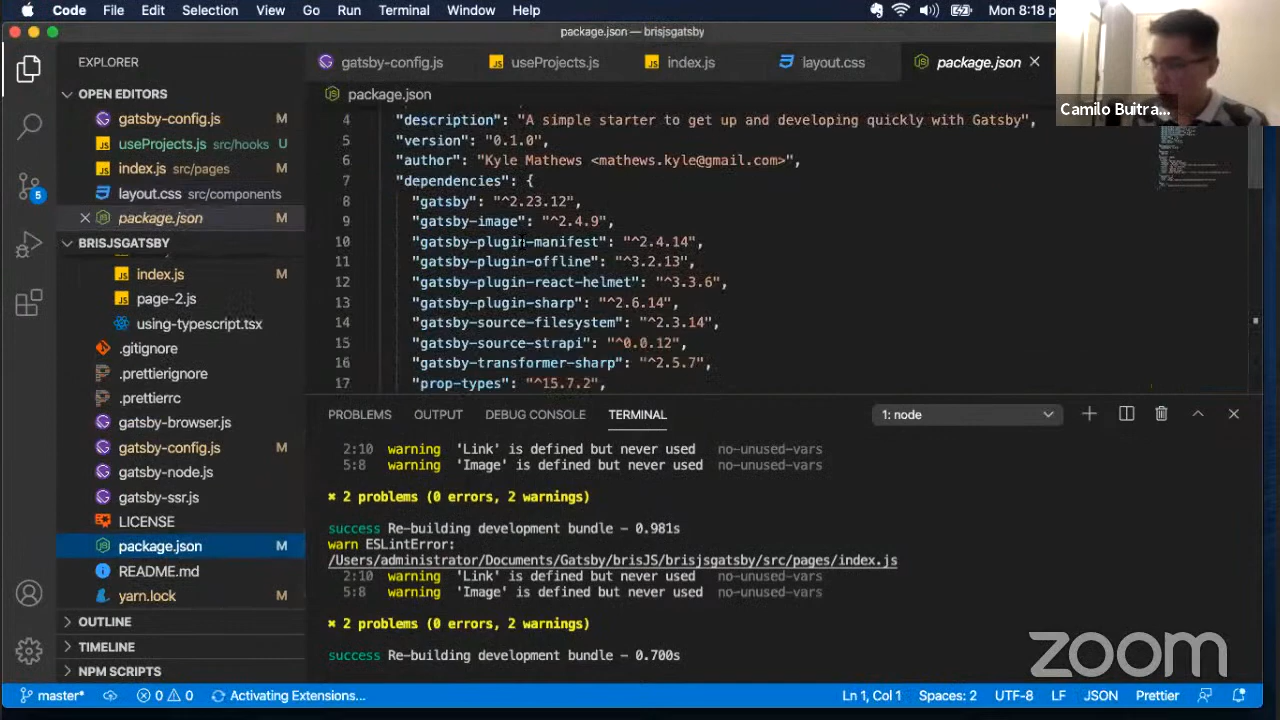 Code File Edit Selection View Go Run Terminal Window Help Mon 8:18 p
package.json — brisjsgatsby
EXPLORER
OPEN EDITORS
gatsby-config.js M
useProjects.js src/hooks U
index.js src/pages M
layout.css src/components
package.json M
BRISJSGATSBY
index.js M
page-2.js
using-typescript.tsx
.gitignore
.prettierignore
.prettierrc
gatsby-browser.js
gatsby-config.js M
gatsby-node.js
gatsby-ssr.js
LICENSE
package.json M
README.md
yarn.lock M
OUTLINE
TIMELINE
NPM SCRIPTS
5
gatsby-config.js useProjects.js index.js layout.css package.json
package.json
4 "description": "A simple starter to get up and developing quickly with Gatsby",
5 "version": "0.1.0",
6 "author": "Kyle Mathews <mathews.kyle@gmail.com>",
7 "dependencies": {
8 "gatsby": "^2.23.12",
9 "gatsby-image": "^2.4.9",
10 "gatsby-plugin-manifest": "^2.4.14",
11 "gatsby-plugin-offline": "^3.2.13",
12 "gatsby-plugin-react-helmet": "^3.3.6",
13 "gatsby-plugin-sharp": "^2.6.14",
14 "gatsby-source-filesystem": "^2.3.14",
15 "gatsby-source-strapi": "^0.0.12",
16 "gatsby-transformer-sharp": "^2.5.7",
17 "prop-types": "^15.7.2",
PROBLEMS OUTPUT DEBUG CONSOLE TERMINAL 1: node
2:10 warning 'Link' is defined but never used no-unused-vars
5:8 warning 'Image' is defined but never used no-unused-vars
✖ 2 problems (0 errors, 2 warnings)
success Re-building development bundle - 0.981s
warn ESLintError:
/Users/administrator/Documents/Gatsby/brisJS/brisjsgatsby/src/pages/index.js
2:10 warning 'Link' is defined but never used no-unused-vars
5:8 warning 'Image' is defined but never used no-unused-vars
✖ 2 problems (0 errors, 2 warnings)
success Re-building development bundle - 0.700s
master* 0 0 Activating Extensions... Ln 1, Col 1 Spaces: 2 UTF-8 LF JSON Prettier
Camilo Buitra...
zoom